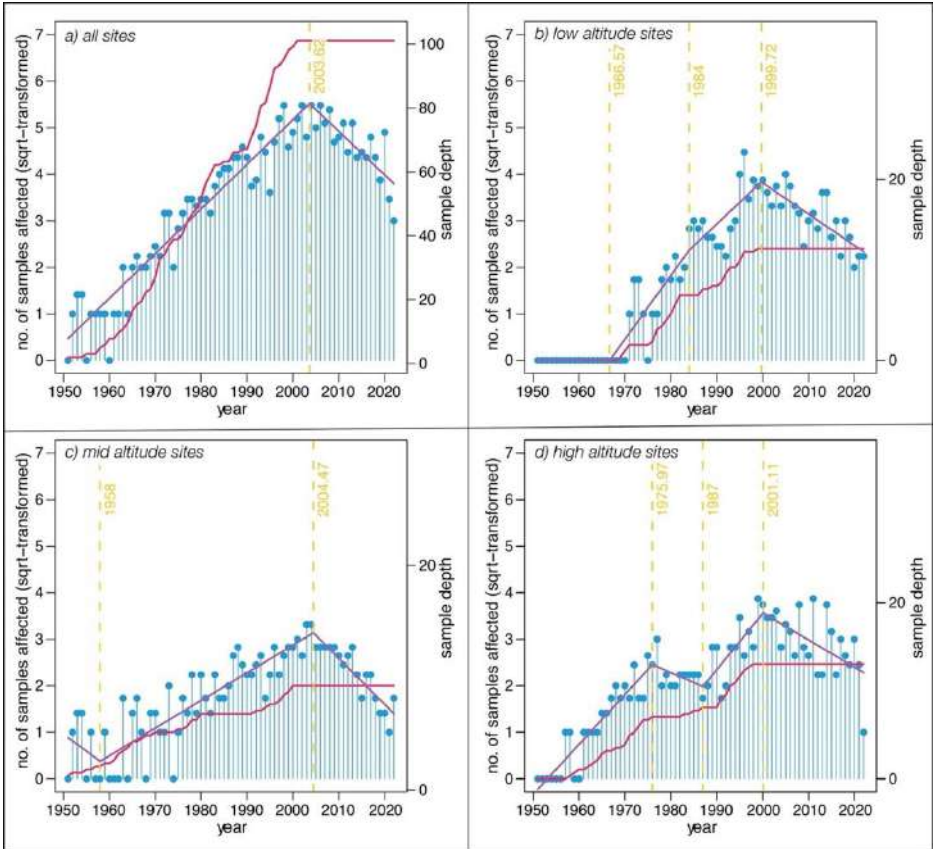 a) all sites
no. of samples affected (sqrt-transformed)
7
6
5
4
3
2
1
0
2003.62
100
80
60
40
20
0
sample depth
1950 1960 1970 1980 1990 2000 2010 2020
year
b) low altitude sites
no. of samples affected (sqrt-transformed)
7
6
5
4
3
2
1
0
1966.57
1984
1999.72
20
0
sample depth
1950 1960 1970 1980 1990 2000 2010 2020
year
c) mid altitude sites
no. of samples affected (sqrt-transformed)
7
6
5
4
3
2
1
0
1958
2004.47
20
0
sample depth
1950 1960 1970 1980 1990 2000 2010 2020
year
d) high altitude sites
no. of samples affected (sqrt-transformed)
7
6
5
4
3
2
1
0
1975.97
1987
2001.11
20
0
sample depth
1950 1960 1970 1980 1990 2000 2010 2020
year